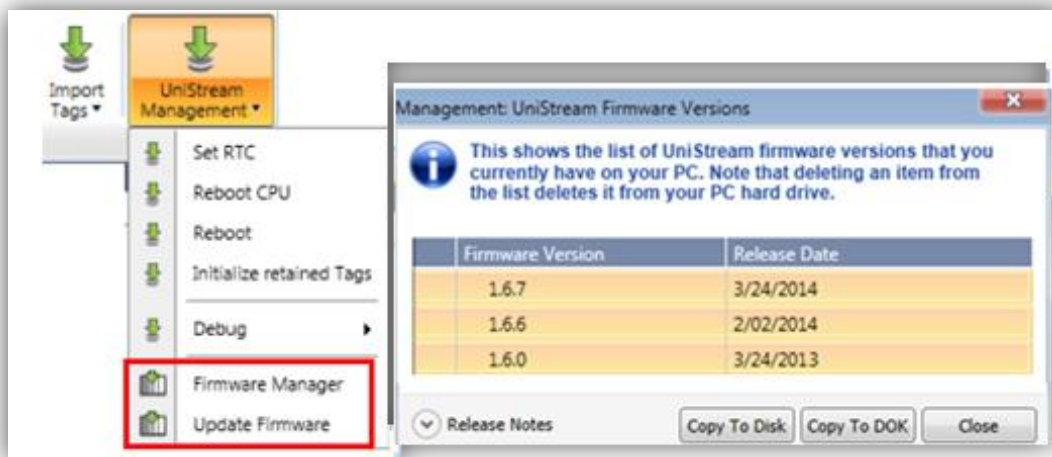 Import
Tags
UniStream
Management
Set RTC
Reboot CPU
Reboot
Initialize retained Tags
Debug
Firmware Manager
Update Firmware
Management: UniStream Firmware Versions
This shows the list of UniStream firmware versions that you
currently have on your PC. Note that deleting an item from
the list deletes it from your PC hard drive.
Firmware Version Release Date
1.6.7 3/24/2014
1.6.6 2/02/2014
1.6.0 3/24/2013
Release Notes Copy To Disk Copy To DOK Close